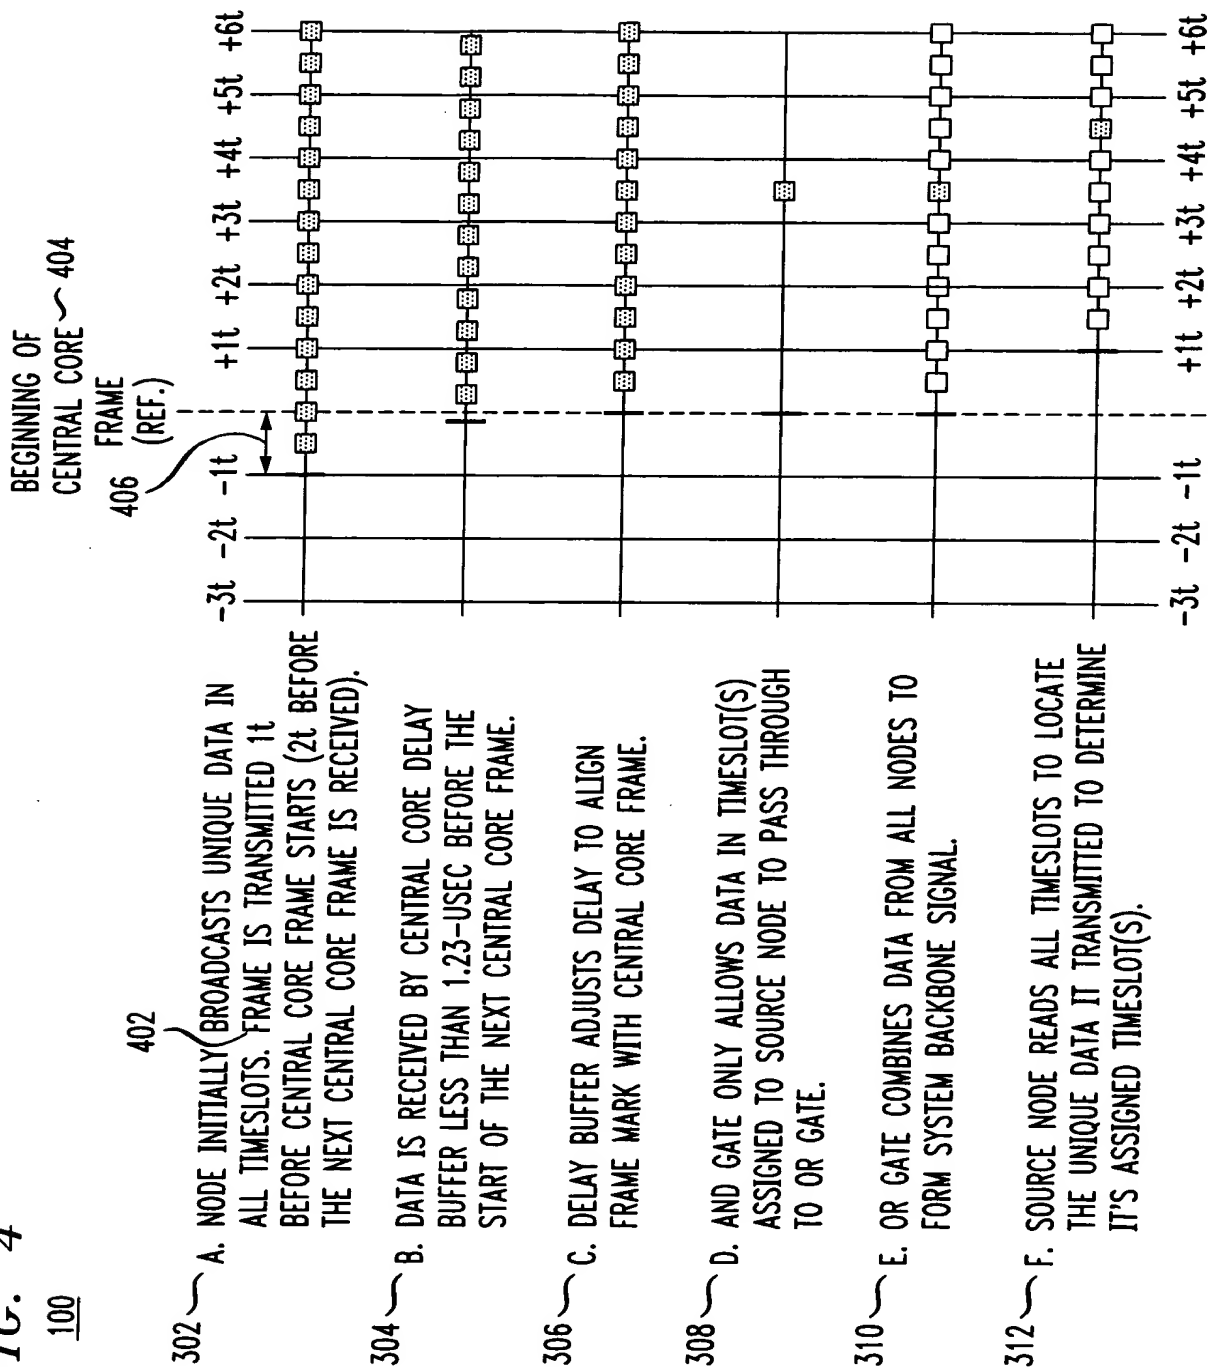 IG. 4
100
402
302 A. NODE INITIALLY BROADCASTS UNIQUE DATA IN
ALL TIMESLOTS. FRAME IS TRANSMITTED 1t
BEFORE CENTRAL CORE FRAME STARTS (2t BEFORE
THE NEXT CENTRAL CORE FRAME IS RECEIVED).
304 B. DATA IS RECEIVED BY CENTRAL CORE DELAY
BUFFER LESS THAN 1.23-USEC BEFORE THE
START OF THE NEXT CENTRAL CORE FRAME.
306 C. DELAY BUFFER ADJUSTS DELAY TO ALIGN
FRAME MARK WITH CENTRAL CORE FRAME.
308 D. AND GATE ONLY ALLOWS DATA IN TIMESLOT(S)
ASSIGNED TO SOURCE NODE TO PASS THROUGH
TO OR GATE.
310 E. OR GATE COMBINES DATA FROM ALL NODES TO
FORM SYSTEM BACKBONE SIGNAL.
312 F. SOURCE NODE READS ALL TIMESLOTS TO LOCATE
THE UNIQUE DATA IT TRANSMITTED TO DETERMINE
IT'S ASSIGNED TIMESLOT(S).
BEGINNING OF
CENTRAL CORE 404
FRAME
(REF.)
406
-3t -2t -1t +1t +2t +3t +4t +5t +6t
-3t -2t -1t +1t +2t +3t +4t +5t +6t